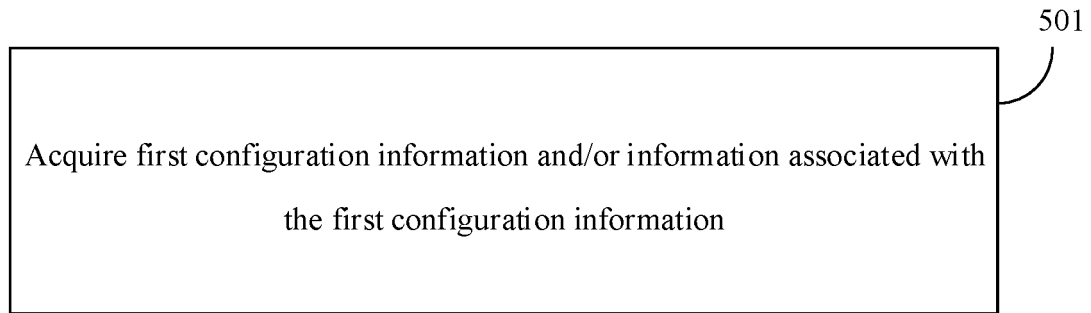 501
Acquire first configuration information and/or information associated with
the first configuration information